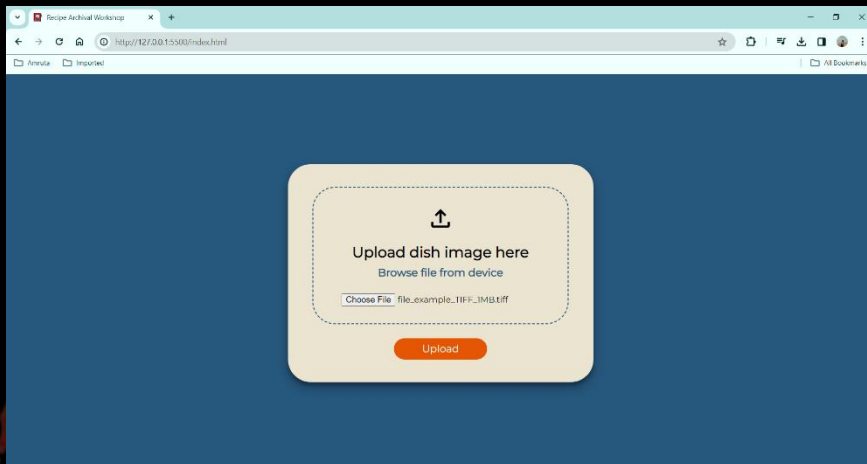 Recipe Archival Workshop
http://127.0.0.1:5500/index.html
Amruta Imported All Bookmarks
Upload dish image here
Browse file from device
Choose File file_example_TIFF_1MB.tiff
Upload